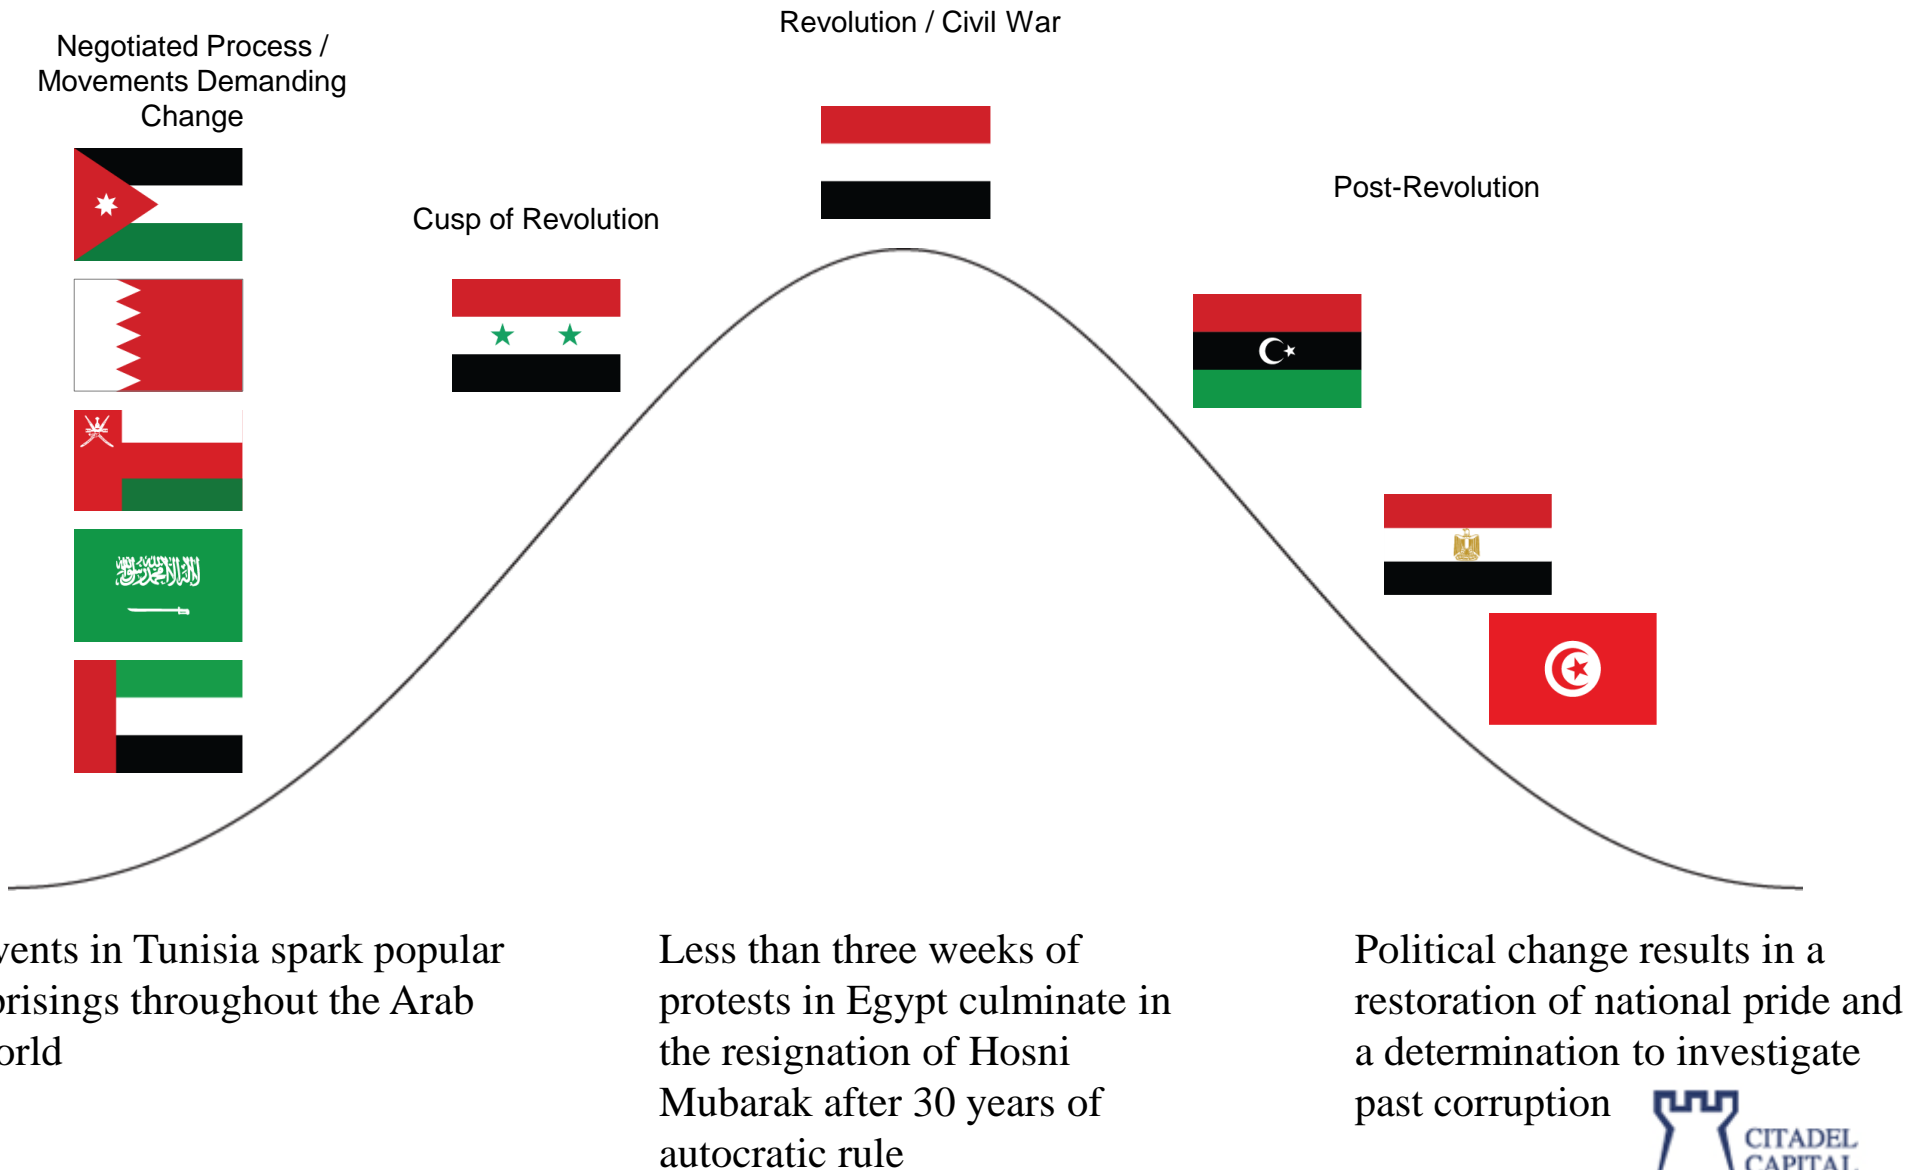 Revolution / Civil War
Negotiated Process /
Movements Demanding
Change
Cusp of Revolution
Post-Revolution
vents in Tunisia spark popular
prisings throughout the Arab
orld
Less than three weeks of
protests in Egypt culminate in
the resignation of Hosni
Mubarak after 30 years of
autocratic rule
Political change results in a
restoration of national pride and
a determination to investigate
past corruption
CITADEL
CAPITAL